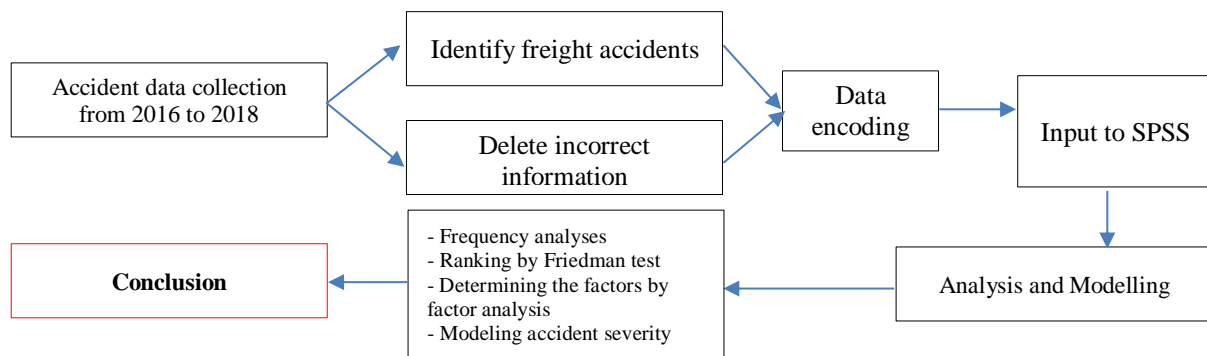 Accident data collection
from 2016 to 2018
Identify freight accidents
Delete incorrect
information
Data
encoding
Input to SPSS
Analysis and Modelling
- Frequency analyses
- Ranking by Friedman test
- Determining the factors by
factor analysis
- Modeling accident severity
Conclusion